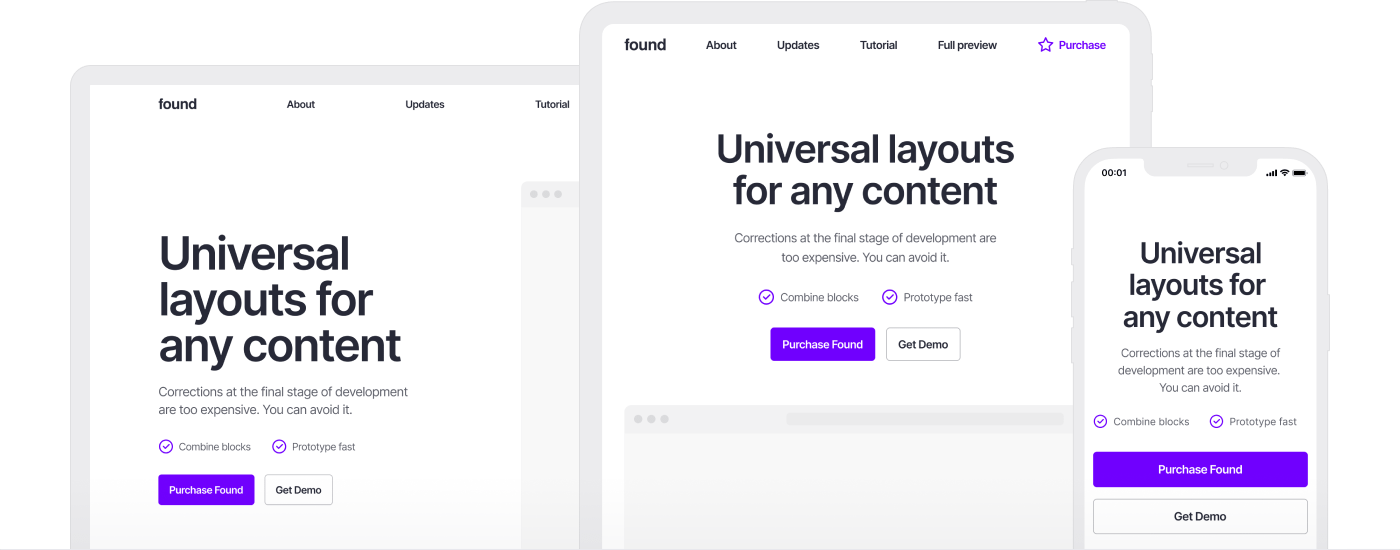 found
About
Updates
Tutorial
Universal
layouts for
any content
Corrections at the final stage of development
are too expensive. You can avoid it.
Combine blocks
Prototype fast
Purchase Found
Get Demo
found
About
Updates
Tutorial
Full preview
Purchase
Universal layouts
for any content
Corrections at the final stage of development are
too expensive. You can avoid it.
Combine blocks
Prototype fast
Purchase Found
Get Demo
00:01
Universal
layouts for
any content
Corrections at the final stage of
development are too expensive.
You can avoid it.
Combine blocks
Prototype fast
Purchase Found
Get Demo